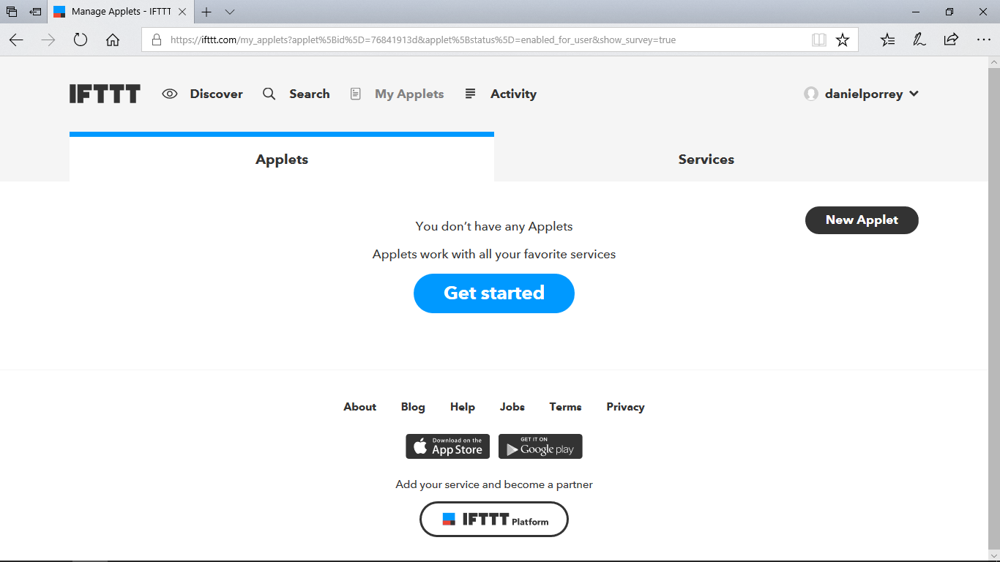 Manage Applets - IFTTT
https://ifttt.com/my_applets?applet%5Bid%5D=76841913d&applet%5Bstatus%5D=enabled_for_user&show_survey=true
IFTTT Discover Search My Applets Activity danielporrey
Applets Services
New Applet
You don’t have any Applets
Applets work with all your favorite services
Get started
About Blog Help Jobs Terms Privacy
Download on the App Store
GET IT ON Google play
Add your service and become a partner
IFTTT Platform